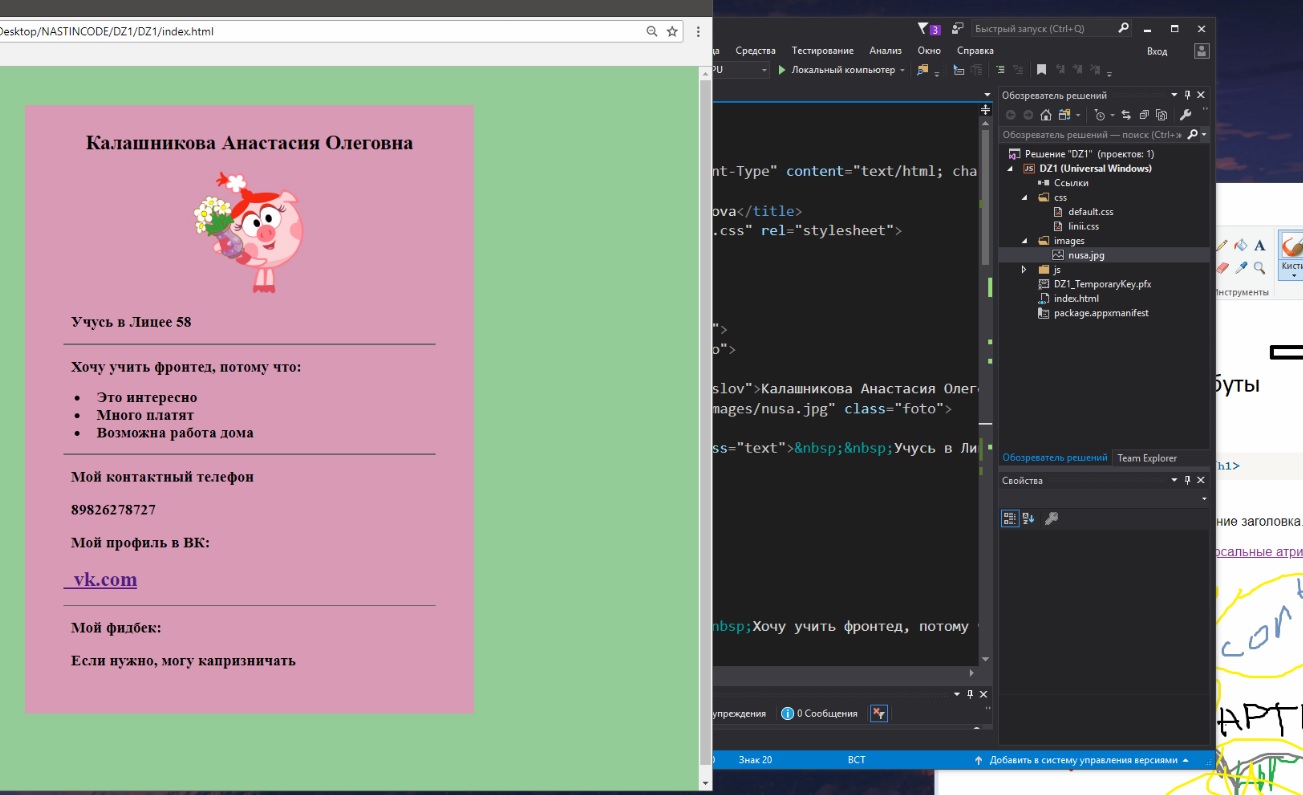 Desktop/NASTINCODE/DZ1/DZ1/index.html
Калашникова Анастасия Олеговна
Учусь в Лицее 58
Хочу учить фронтед, потому что:
Это интересно
Много платят
Возможна работа дома
Мой контактный телефон
89826278727
Мой профиль в ВК:
vk.com
Мой фидбек:
Если нужно, могу капризничать
3
Быстрый запуск (Ctrl+Q)
Средства Тестирование Анализ Окно Справка
Вход
Локальный компьютер
nt-Type" content="text/html; cha
ova</title>
.css" rel="stylesheet">
">
o">
slov">Калашникова Анастасия Олег
mages/nusa.jpg" class="foto">
ss="text">&nbsp;&nbsp;Учусь в Ли
nbsp;Хочу учить фронтед, потому
упреждения 0 Сообщения
Знак 20 ВСТ Добавить в систему управления версиями
Обозреватель решений
Обозреватель решений — поиск (Ctrl+ж
Решение "DZ1" (проектов: 1)
DZ1 (Universal Windows)
Ссылки
css
default.css
linii.css
images
nusa.jpg
js
DZ1_TemporaryKey.pfx
index.html
package.appxmanifest
Обозреватель решений Team Explorer
Свойства
A
Кисти
Инструменты
буты
h1>
ние заголовка.
рсальные атри
con
АРТ